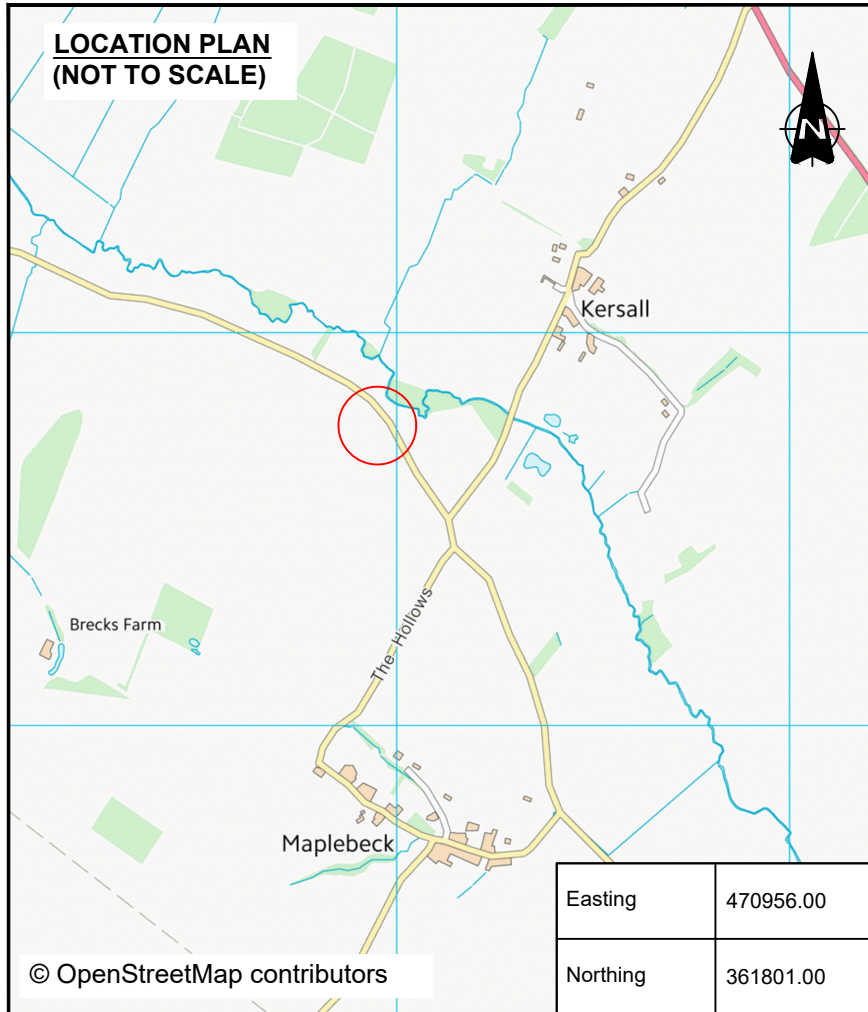 LOCATION PLAN
(NOT TO SCALE)
N
Kersall
Brecks Farm
The Hollows
Maplebeck
Easting 470956.00
Northing 361801.00
© OpenStreetMap contributors